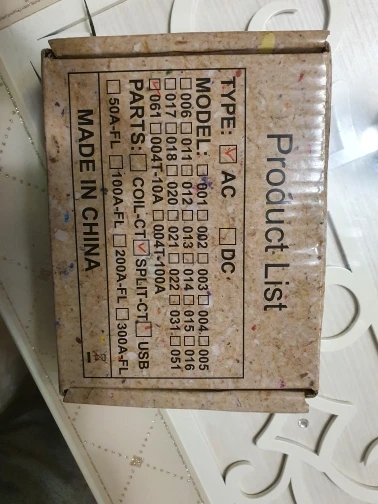 Product List
TYPE: ☑ AC ☐ DC
MODEL: ☐ 001 ☐ 002 ☐ 003 ☐ 004 ☐ 005
☐ 006 ☐ 011 ☐ 012 ☐ 013 ☐ 014 ☐ 015 ☐ 016
☐ 017 ☐ 018 ☐ 020 ☐ 021 ☐ 022 ☐ 031 ☐ 051
☑ 061 ☐ 004T-10A ☐ 004T-100A
PARTS: ☐ COIL-CT ☑ SPLIT-CT ☐ USB
☐ 50A-FL ☐ 100A-FL ☐ 200A-FL ☐ 300A-FL
MADE IN CHINA